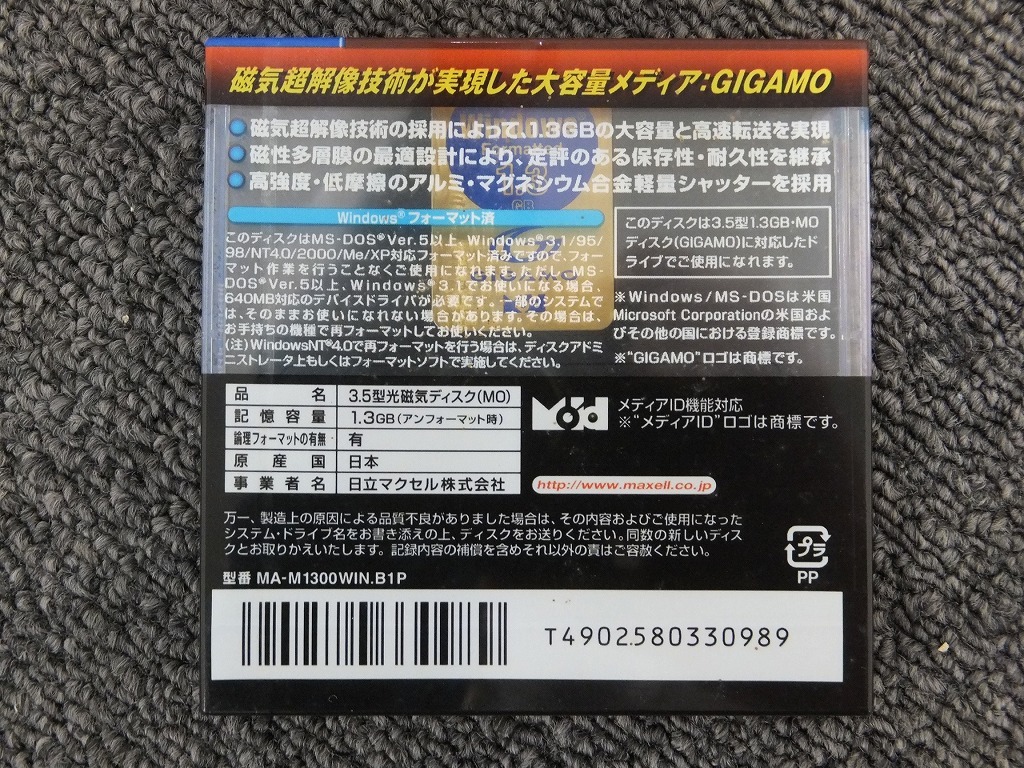 磁気超解像技術が実現した大容量メディア:GIGAMO
磁気超解像技術の採用によって、1.3GBの大容量と高速転送を実現
磁性多層膜の最適設計により、定評のある保存性・耐久性を継承
高強度・低摩擦のアルミ・マグネシウム合金軽量シャッターを採用
Windows® フォーマット済
このディスクはMS-DOS® Ver.5以上、Windows® 3.1/95/
98/NT4.0/2000/Me/XP対応フォーマット済みですので、フォー
マット作業を行うことなくご使用になれます。ただし、MS-
DOS® Ver.5以上、Windows® 3.1でお使いになる場合、
640MB対応のデバイスドライバが必要です。一部のシステムで
は、そのままお使いになれない場合があります。その場合は、
お手持ちの機種で再フォーマットしてお使いください。
(注)WindowsNT®4.0で再フォーマットを行う場合は、ディスクアドミ
ニストレータ上もしくはフォーマットソフトで実施してください。
このディスクは3.5型1.3GB・MO
ディスク(GIGAMO)に対応したド
ライブでご使用になれます。
※Windows/MS-DOSは米国
Microsoft Corporationの米国およ
びその他の国における登録商標です。
※“GIGAMO”ロゴは商標です。
Windows
Formatted
1.3
GB
品名 3.5型光磁気ディスク(MO)
記憶容量 1.3GB(アンフォーマット時)
論理フォーマットの有無 有
原産国 日本
事業者名 日立マクセル株式会社
メディアID機能対応
※“メディアID”ロゴは商標です。
http://www.maxell.co.jp
万一、製造上の原因による品質不良がありました場合は、その内容およびご使用になった
システム・ドライブ名をお書き添えの上、ディスクをお送りください。同数の新しいディス
クとお取りかえいたします。記録内容の補償を含めそれ以外の責はご容赦ください。
プラ
PP
型番 MA-M1300WIN.B1P
T4902580330989